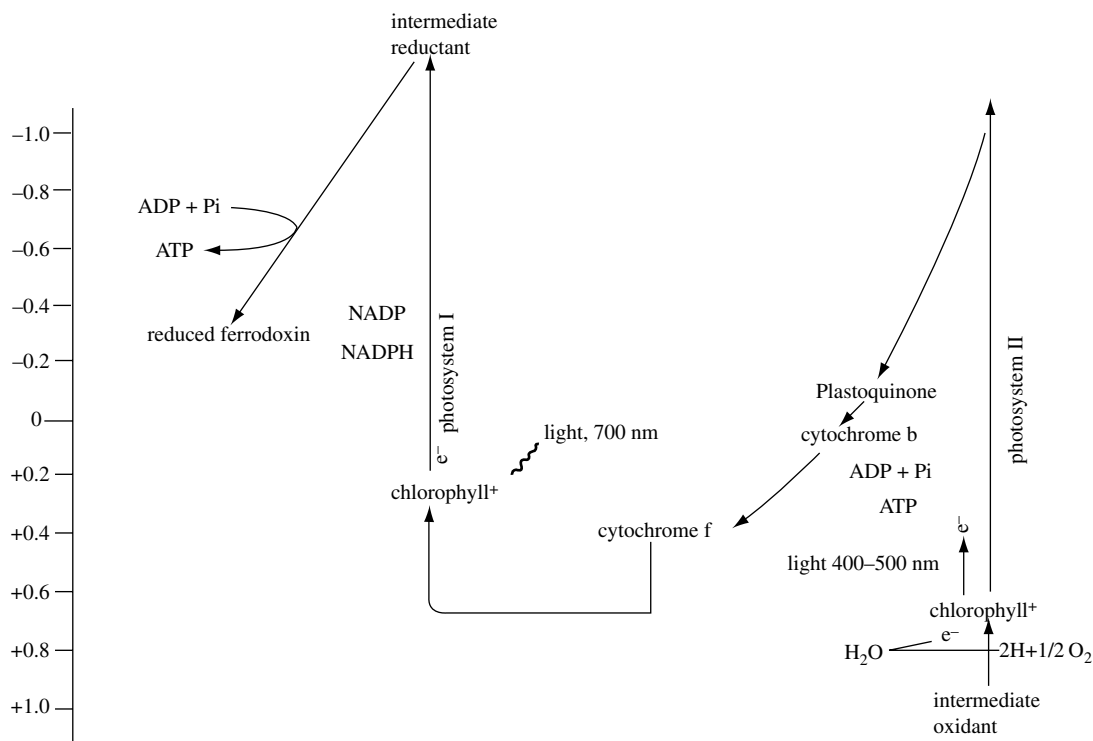 intermediate
reductant
–1.0
–0.8
ADP + Pi
ATP
–0.6
–0.4
reduced ferrodoxin
NADP
NADPH
e– photosystem I
–0.2
0
+0.2
+0.4
+0.6
+0.8
+1.0
light, 700 nm
chlorophyll+
cytochrome f
Plastoquinone
cytochrome b
ADP + Pi
ATP
photosystem II
light 400–500 nm
e–
chlorophyll+
e–
H2O
2H+1/2 O2
intermediate
oxidant